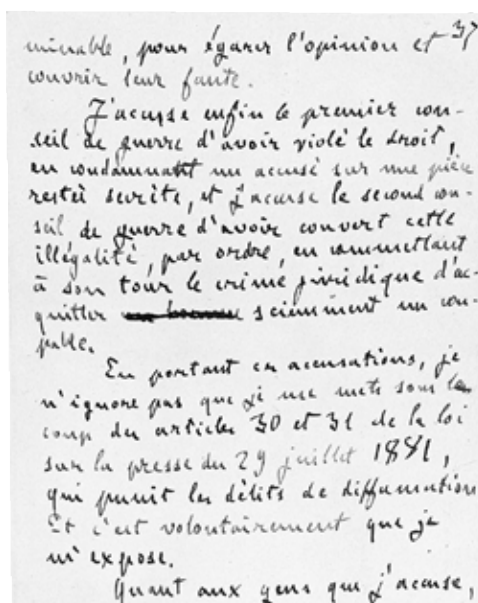 37
minable, pour égarer l'opinion et
couvrir leur faute.
J'accuse enfin le premier con-
seil de guerre d'avoir violé le droit,
en condamnant un accusé sur une pièce
restée secrète, et j'accuse le second con-
seil de guerre d'avoir couvert cette
illégalité, par ordre, en commettant
à son tour le crime juridique d'ac-
quitter sciemment un cou-
pable.
En portant ces accusations, je
n'ignore pas que je me mets sous le
coup des articles 30 et 31 de la loi
sur la presse du 29 juillet 1881,
qui punit les délits de diffamation
Et c'est volontairement que je
m'expose.
Quant aux gens que j'accuse,